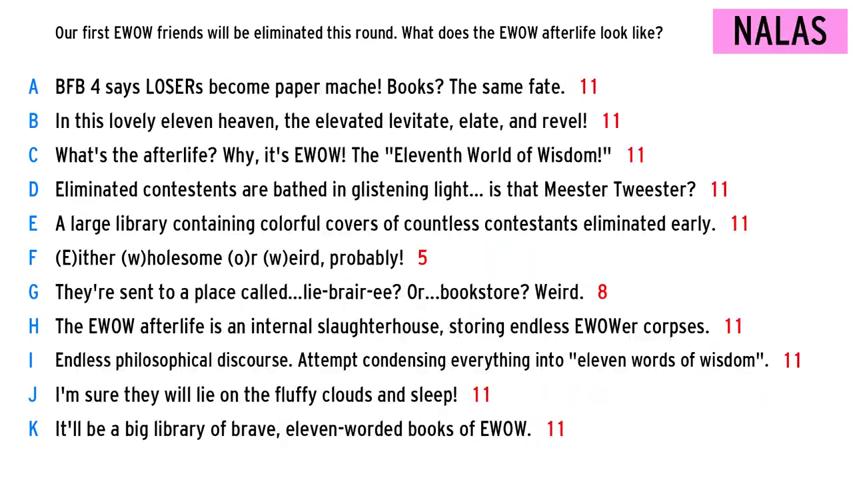 Our first EWOW friends will be eliminated this round. What does the EWOW afterlife look like?
NALAS
A BFB 4 says LOSERs become paper mache! Books? The same fate. 11
B In this lovely eleven heaven, the elevated levitate, elate, and revel! 11
C What's the afterlife? Why, it's EWOW! The "Eleventh World of Wisdom!" 11
D Eliminated contestents are bathed in glistening light... is that Meester Tweester? 11
E A large library containing colorful covers of countless contestants eliminated early. 11
F (E)ither (w)holesome (o)r (w)eird, probably! 5
G They're sent to a place called...lie-brair-ee? Or...bookstore? Weird. 8
H The EWOW afterlife is an internal slaughterhouse, storing endless EWOWer corpses. 11
I Endless philosophical discourse. Attempt condensing everything into "eleven words of wisdom". 11
J I'm sure they will lie on the fluffy clouds and sleep! 11
K It'll be a big library of brave, eleven-worded books of EWOW. 11